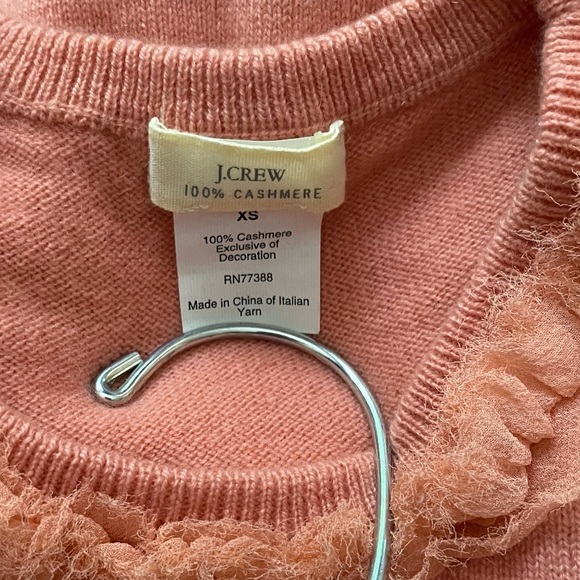 J.CREW
100% CASHMERE
XS
100% Cashmere
Exclusive of
Decoration
RN77388
Made in China of Italian
Yarn